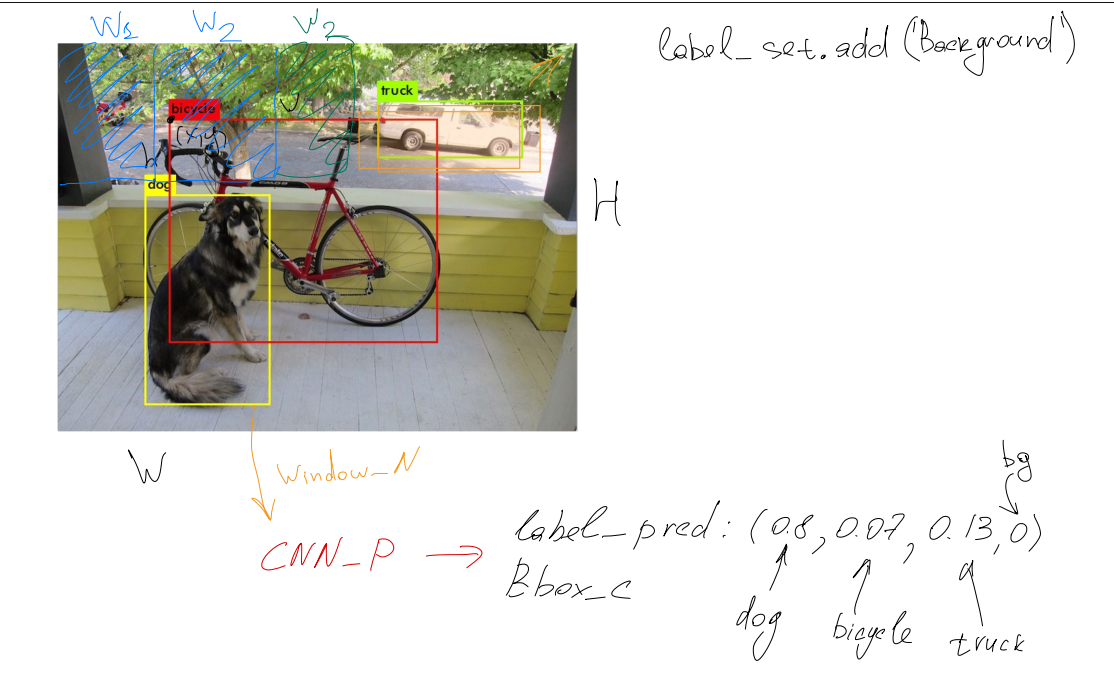 W1 W2 W3
label_set.add('Background')
truck
bicycle
(x,y)
h
dog
H
W
Window_N
bg
CNN_P → label_pred: (0.8, 0.07, 0.13, 0)
Bbox_c
dog bicycle truck